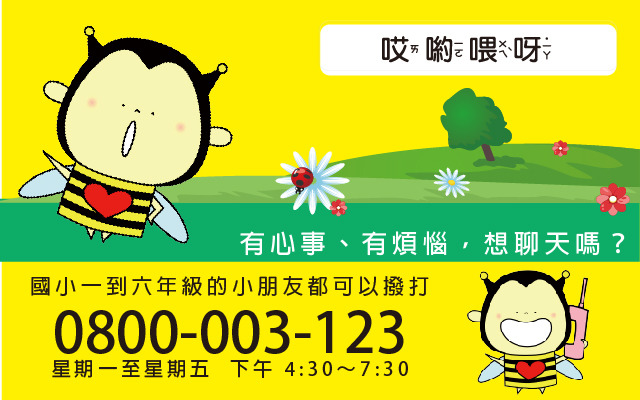 哎ㄞ喲ㄧㄛ喂ㄨㄟˋ呀˙ㄧㄚ
有心事、有煩惱，想聊天嗎？
國小一到六年級的小朋友都可以撥打
0800-003-123
星期一至星期五 下午 4:30～7:30